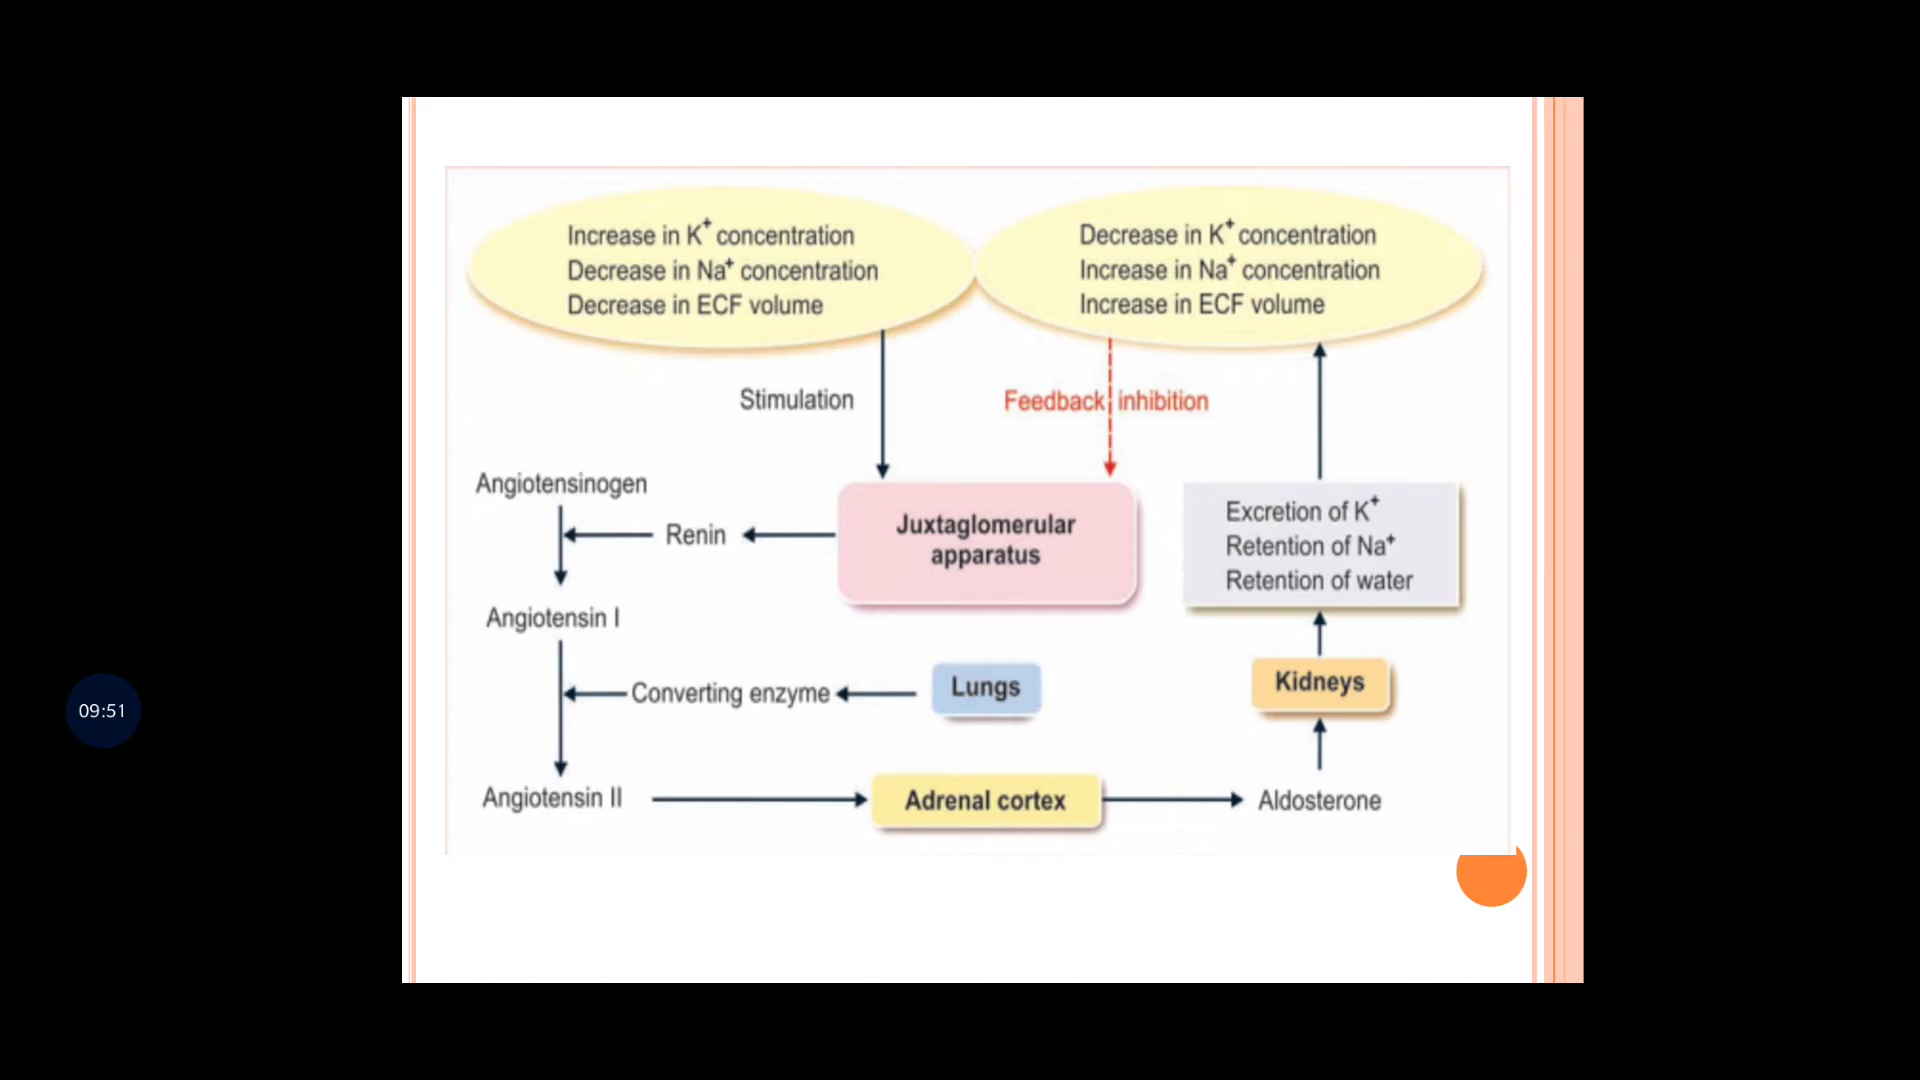 Increase in K⁺ concentration
Decrease in Na⁺ concentration
Decrease in ECF volume
Decrease in K⁺ concentration
Increase in Na⁺ concentration
Increase in ECF volume
Stimulation
Feedback inhibition
Angiotensinogen
Renin
Juxtaglomerular
apparatus
Excretion of K⁺
Retention of Na⁺
Retention of water
Angiotensin I
Converting enzyme
Lungs
Kidneys
09:51
Angiotensin II
Adrenal cortex
Aldosterone